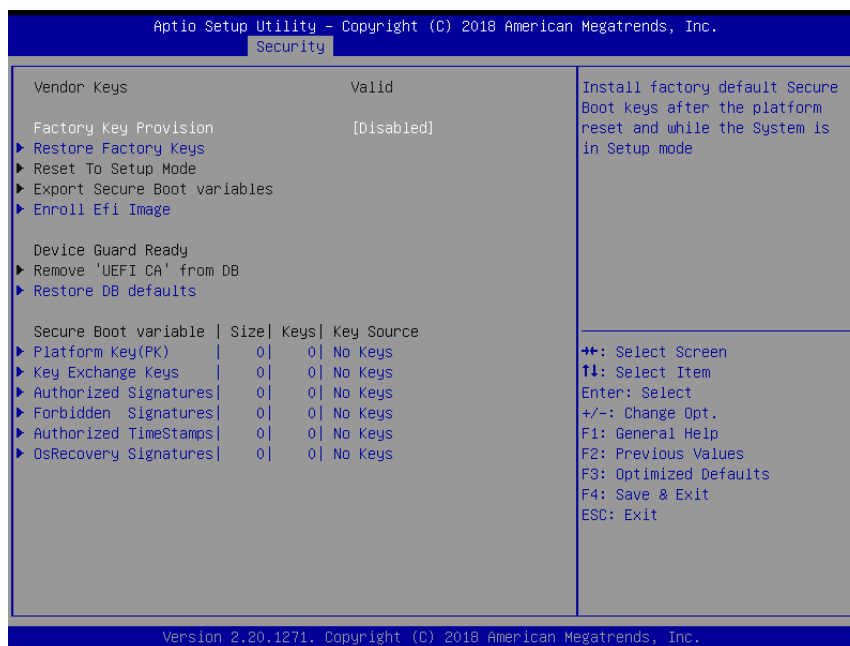 Aptio Setup Utility – Copyright (C) 2018 American Megatrends, Inc.
Security
Vendor Keys Valid
Factory Key Provision [Disabled]
▶ Restore Factory Keys
▶ Reset To Setup Mode
▶ Export Secure Boot variables
▶ Enroll Efi Image
Device Guard Ready
▶ Remove 'UEFI CA' from DB
▶ Restore DB defaults
Secure Boot variable | Size| Keys| Key Source
▶ Platform Key(PK) | 0| 0| No Keys
▶ Key Exchange Keys | 0| 0| No Keys
▶ Authorized Signatures| 0| 0| No Keys
▶ Forbidden Signatures| 0| 0| No Keys
▶ Authorized TimeStamps| 0| 0| No Keys
▶ OsRecovery Signatures| 0| 0| No Keys
Install factory default Secure
Boot keys after the platform
reset and while the System is
in Setup mode
→←: Select Screen
↑↓: Select Item
Enter: Select
+/-: Change Opt.
F1: General Help
F2: Previous Values
F3: Optimized Defaults
F4: Save & Exit
ESC: Exit
Version 2.20.1271. Copyright (C) 2018 American Megatrends, Inc.